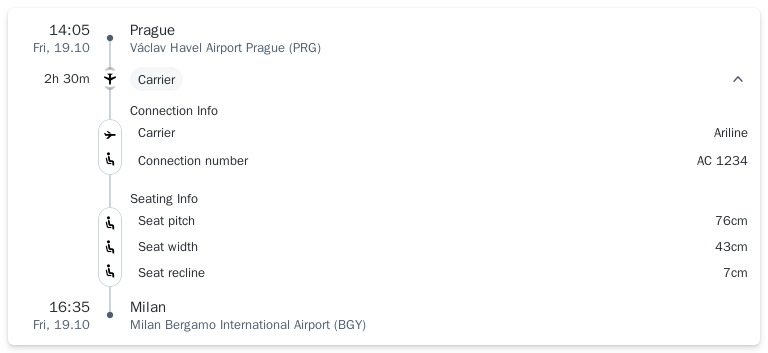 14:05 Prague
Fri, 19.10 Václav Havel Airport Prague (PRG)
2h 30m Carrier
Connection Info
Carrier Ariline
Connection number AC 1234
Seating Info
Seat pitch 76cm
Seat width 43cm
Seat recline 7cm
16:35 Milan
Fri, 19.10 Milan Bergamo International Airport (BGY)